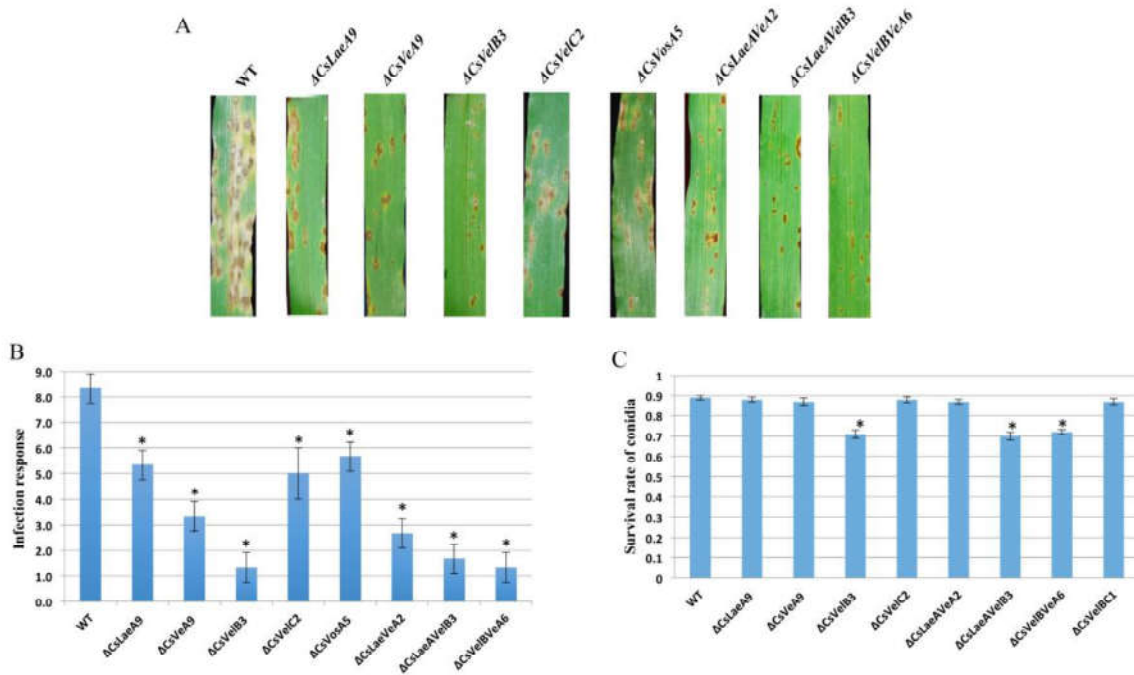 A
WT
ΔCsLaeA9
ΔCsVeA9
ΔCsVelB3
ΔCsVelC2
ΔCsVosA5
ΔCsLaeAVeA2
ΔCsLaeAVelB3
ΔCsVelBVeA6
B
Infection response
9.0
8.0
7.0
6.0
5.0
4.0
3.0
2.0
1.0
0.0
* * * * * * * *
WT
ΔCsLaeA9
ΔCsVeA9
ΔCsVelB3
ΔCsVelC2
ΔCsVosA5
ΔCsLaeVeA2
ΔCsLaeAVelB3
ΔCsVelBVeA6
C
Survival rate of conidia
1
0.9
0.8
0.7
0.6
0.5
0.4
0.3
0.2
0.1
0
* * *
WT
ΔCsLaeA9
ΔCsVeA9
ΔCsVelB3
ΔCsVelC2
ΔCsLaeAVeA2
ΔCsLaeAVelB3
ΔCsVelBVeA6
ΔCsVelBC1